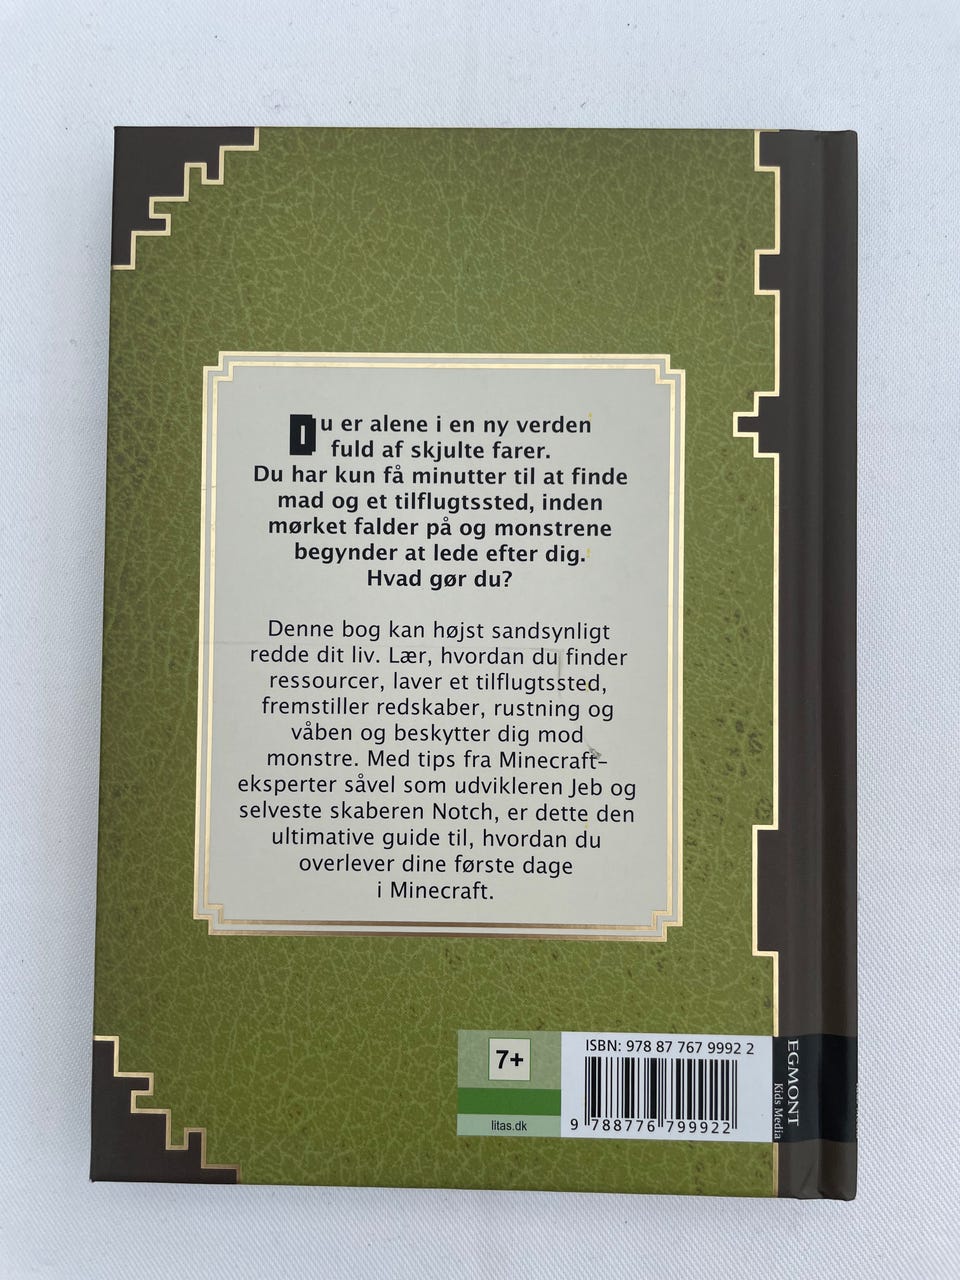 Du er alene i en ny verden
fuld af skjulte farer.
Du har kun få minutter til at finde
mad og et tilflugtssted, inden
mørket falder på og monstrene
begynder at lede efter dig.
Hvad gør du?
Denne bog kan højst sandsynligt
redde dit liv. Lær, hvordan du finder
ressourcer, laver et tilflugtssted,
fremstiller redskaber, rustning og
våben og beskytter dig mod
monstre. Med tips fra Minecraft-
eksperter såvel som udvikleren Jeb og
selveste skaberen Notch, er dette den
ultimative guide til, hvordan du
overlever dine første dage
i Minecraft.
7+
litas.dk
ISBN: 978 87 767 9992 2
9 788776 799922
EGMONT
Kids Media